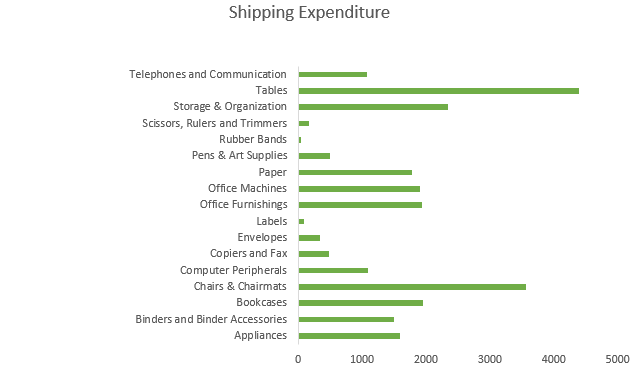 Shipping Expenditure
Telephones and Communication
Tables
Storage & Organization
Scissors, Rulers and Trimmers
Rubber Bands
Pens & Art Supplies
Paper
Office Machines
Office Furnishings
Labels
Envelopes
Copiers and Fax
Computer Peripherals
Chairs & Chairmats
Bookcases
Binders and Binder Accessories
Appliances
0 1000 2000 3000 4000 5000